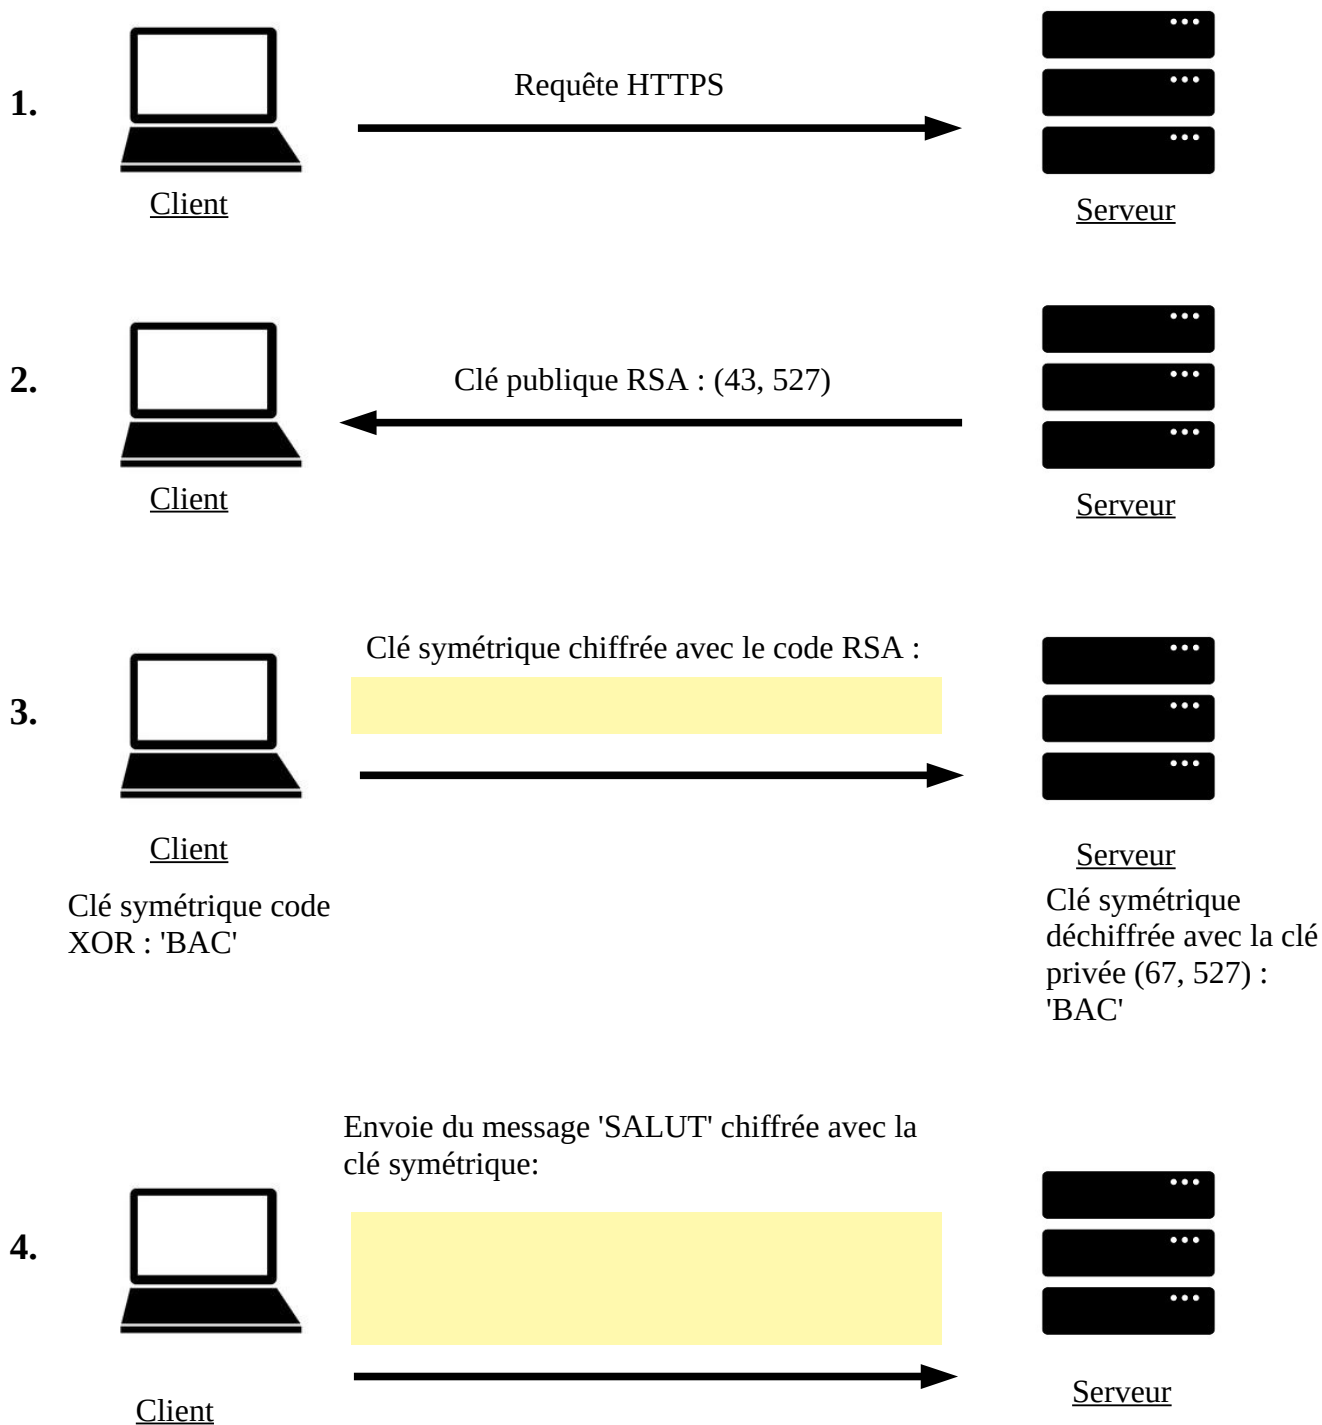 1.
Requête HTTPS
Client
Serveur
2.
Clé publique RSA : (43, 527)
Client
Serveur
3.
Clé symétrique chiffrée avec le code RSA :
Client
Serveur
Clé symétrique code
XOR : 'BAC'
Clé symétrique
déchiffrée avec la clé
privée (67, 527) :
'BAC'
4.
Envoie du message 'SALUT' chiffrée avec la
clé symétrique:
Client
Serveur